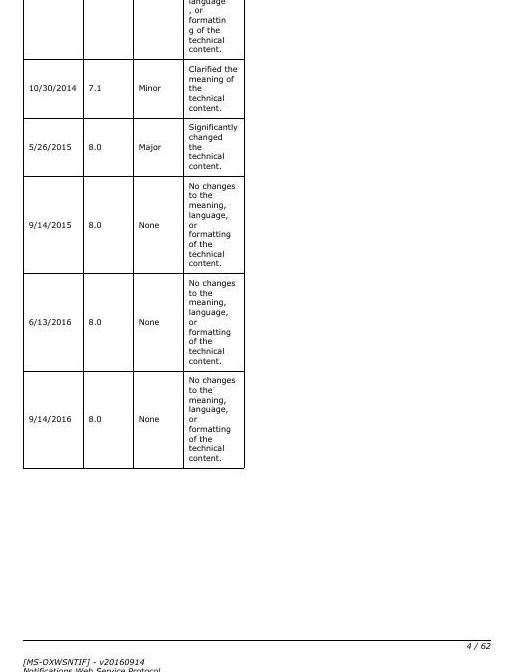 language
, or
formattin
g of the
technical
content.
10/30/2014 7.1 Minor Clarified the
meaning of
the
technical
content.
5/26/2015 8.0 Major Significantly
changed
the
technical
content.
9/14/2015 8.0 None No changes
to the
meaning,
language,
or
formatting
of the
technical
content.
6/13/2016 8.0 None No changes
to the
meaning,
language,
or
formatting
of the
technical
content.
9/14/2016 8.0 None No changes
to the
meaning,
language,
or
formatting
of the
technical
content.
4 / 62
[MS-OXWSNTIF] - v20160914
Notifications Web Service Protocol